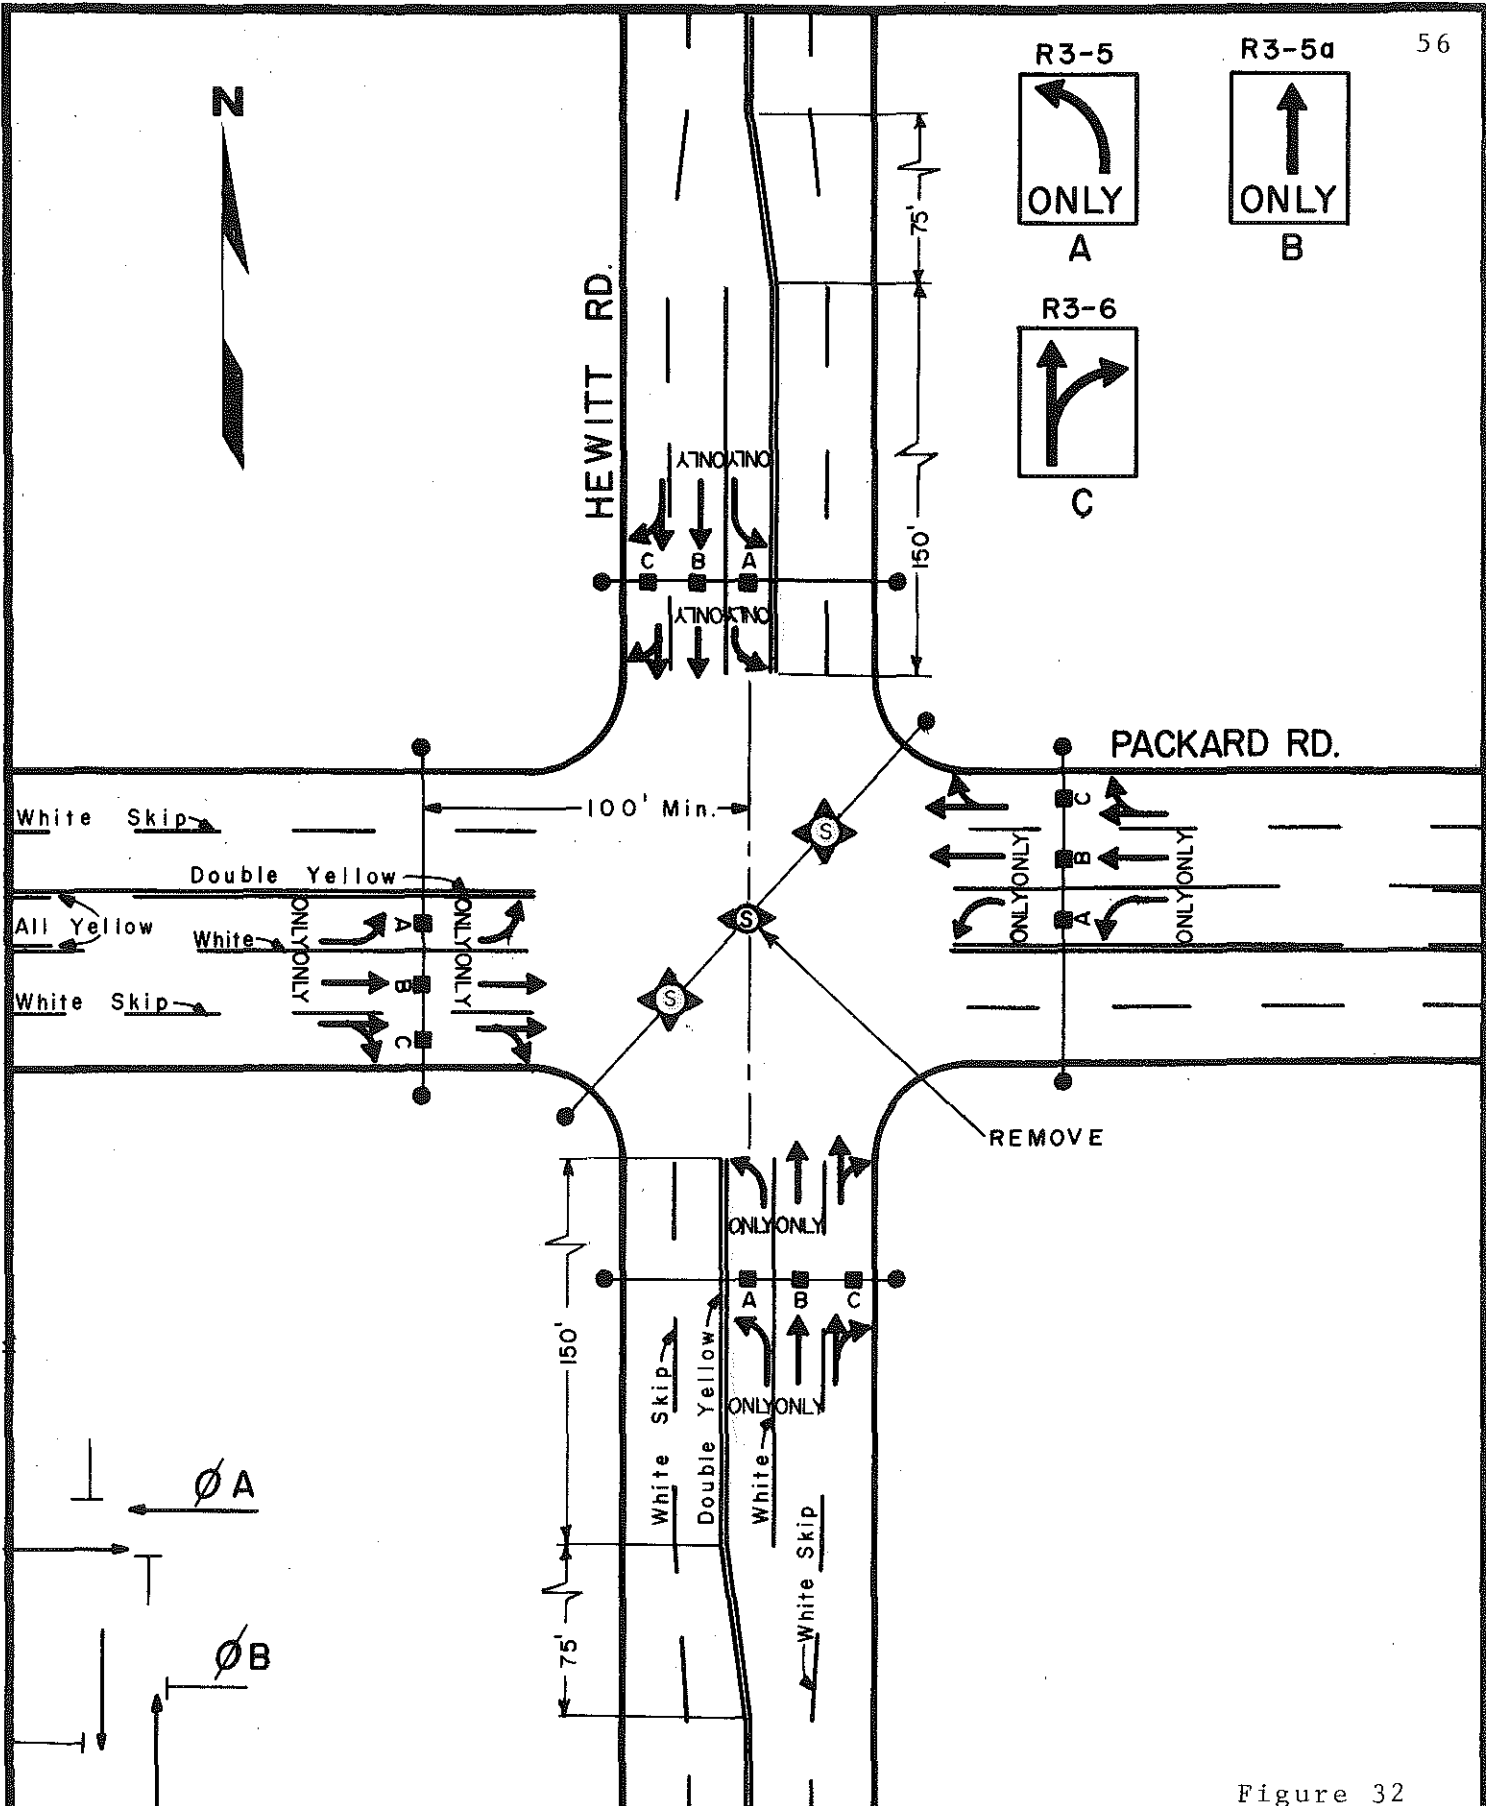 56
R3-5
R3-5a
N
ONLY
ONLY
A
B
75'
R3-6
HEWITT RD.
C
ONLY ONLY
150'
C B A
ONLY ONLY
PACKARD RD.
White Skip
100' Min.
S
C
Double Yellow
ONLY
ONLY
B
All Yellow
White
ONLY
ONLY
A
S
ONLY
ONLY
A
ONLY
ONLY
B
White Skip
S
C
REMOVE
ONLY ONLY
A B C
150'
White Skip
Double Yellow
ONLY ONLY
White
White Skip
ØA
75'
ØB
Figure 32